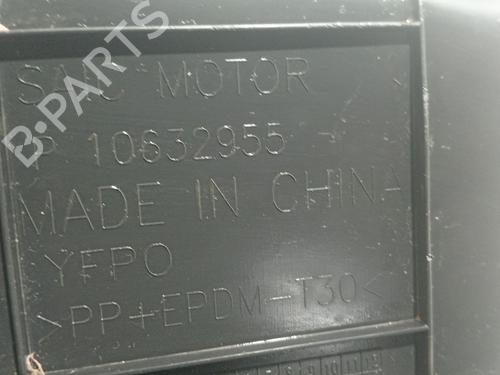 B-PARTS
SAIC MOTOR
P 10632955
MADE IN CHINA
YFPO
>PP+EPDM-T30<